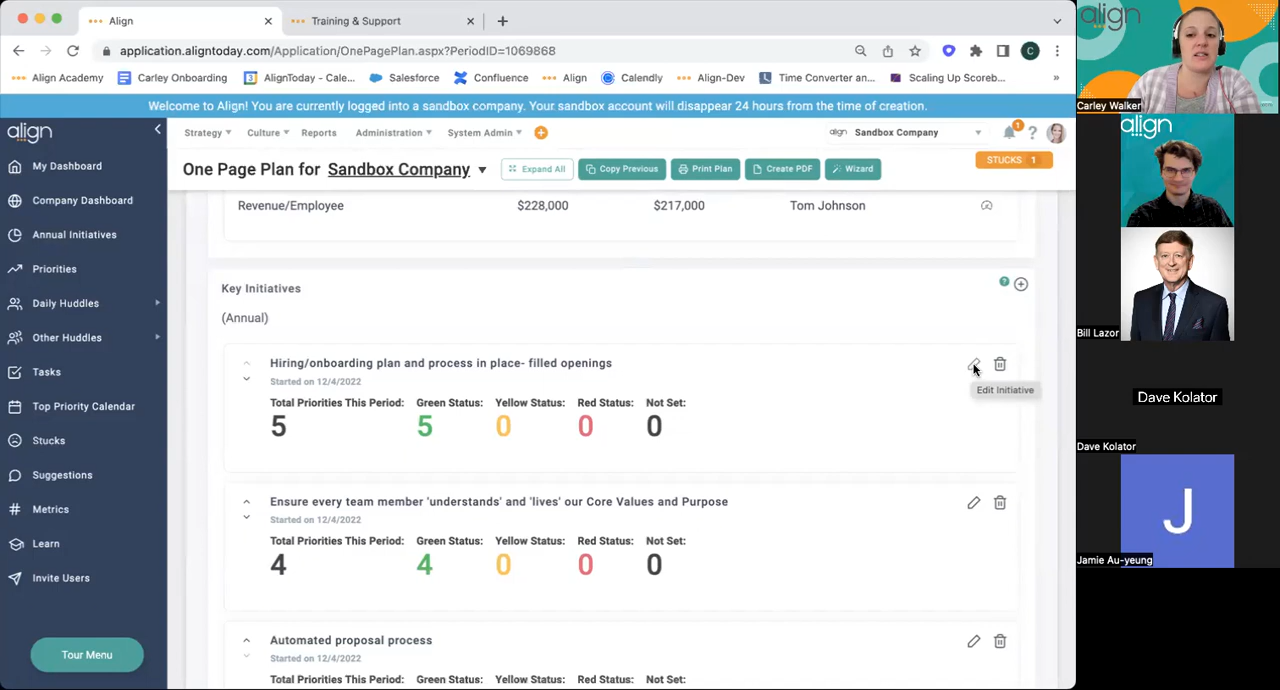 Align
Training & Support
application.aligntoday.com/Application/OnePagePlan.aspx?PeriodID=1069868
C
Align Academy
Carley Onboarding
AlignToday - Cale...
Salesforce
Confluence
Align
Calendly
Align-Dev
Time Converter an...
Scaling Up Scoreb...
»
Welcome to Align! You are currently logged into a sandbox company. Your sandbox account will disappear 24 hours from the time of creation.
align
Strategy
Culture
Reports
Administration
System Admin
align
Sandbox Company
1
?
One Page Plan for Sandbox Company
Expand All
Copy Previous
Print Plan
Create PDF
Wizard
STUCKS 1
My Dashboard
Company Dashboard
Annual Initiatives
Priorities
Daily Huddles
Other Huddles
Tasks
Top Priority Calendar
Stucks
Suggestions
Metrics
Learn
Invite Users
Tour Menu
Revenue/Employee $228,000 $217,000 Tom Johnson
Key Initiatives
?
(Annual)
Hiring/onboarding plan and process in place- filled openings
Started on 12/4/2022
Edit Initiative
Total Priorities This Period: Green Status: Yellow Status: Red Status: Not Set:
5 5 0 0 0
Ensure every team member 'understands' and 'lives' our Core Values and Purpose
Started on 12/4/2022
Total Priorities This Period: Green Status: Yellow Status: Red Status: Not Set:
4 4 0 0 0
Automated proposal process
Started on 12/4/2022
Total Priorities This Period: Green Status: Yellow Status: Red Status: Not Set:
align
Carley Walker
align
Bill Lazor
Dave Kolator
Dave Kolator
J
Jamie Au-yeung